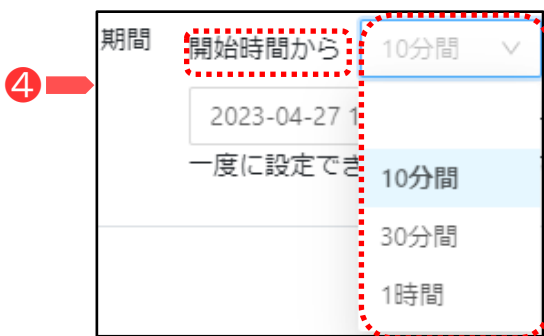 期間 開始時間から 10分間
❹
2023-04-27 1
一度に設定でき
10分間
30分間
1時間